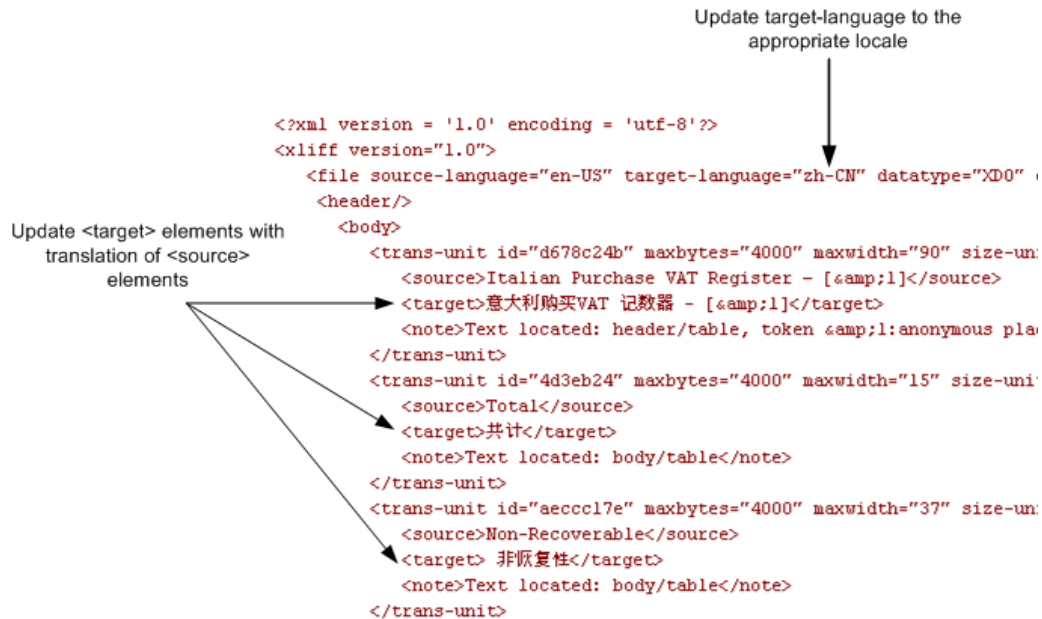 Update target-language to the
appropriate locale
<?xml version = '1.0' encoding = 'utf-8'?>
<xliff version="1.0">
<file source-language="en-US" target-language="zh-CN" datatype="XDO"
<header/>
<body>
Update <target> elements with
translation of <source>
elements
<trans-unit id="d678c24b" maxbytes="4000" maxwidth="90" size-uni
<source>Italian Purchase VAT Register - [&amp;1]</source>
<target>意大利购买VAT 记数器 - [&amp;1]</target>
<note>Text located: header/table, token &amp;1:anonymous pla
</trans-unit>
<trans-unit id="4d3eb24" maxbytes="4000" maxwidth="15" size-unit
<source>Total</source>
<target>共计</target>
<note>Text located: body/table</note>
</trans-unit>
<trans-unit id="aeccc17e" maxbytes="4000" maxwidth="37" size-uni
<source>Non-Recoverable</source>
<target> 非恢复性</target>
<note>Text located: body/table</note>
</trans-unit>